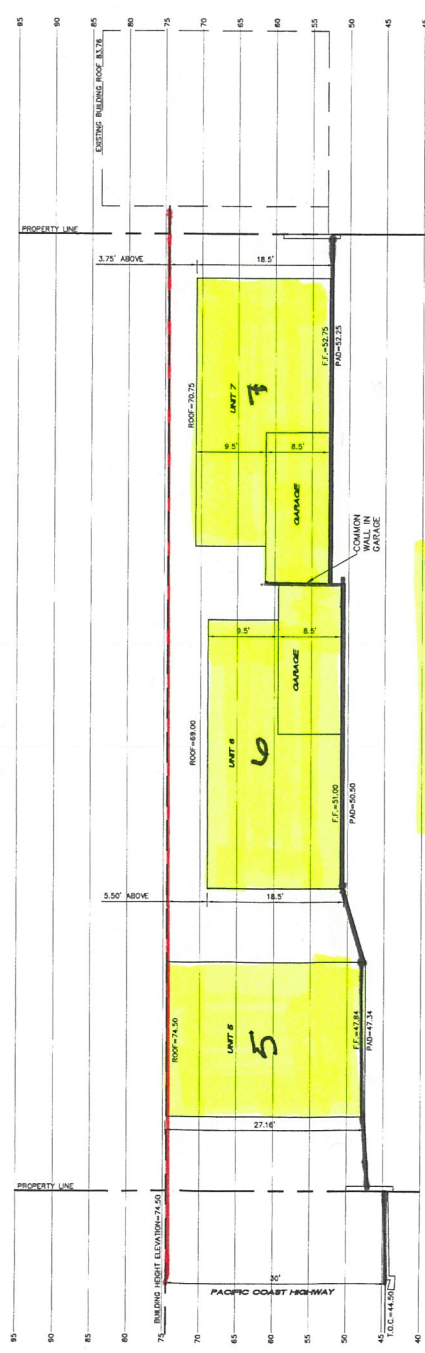 95
90
85
80
75
70
65
60
55
50
45
EXISTING BUILDING ROOF 83.76
PROPERTY LINE
3.75' ABOVE
18.5'
ROOF=70.75
UNIT 7
7
F.F.=52.75
PAD=52.25
9.5'
8.5'
GARAGE
COMMON
WALL IN
GARAGE
9.5'
8.5'
GARAGE
ROOF=69.00
UNIT 6
6
F.F.=51.00
PAD=50.50
5.50' ABOVE
18.5'
ROOF=74.50
UNIT 5
5
F.F.=47.84
PAD=47.34
27.16'
PROPERTY LINE
BUILDING HEIGHT ELEVATION=74.50
30'
PACIFIC COAST HIGHWAY
T.O.C.=44.50
95
90
85
80
75
70
65
60
55
50
45